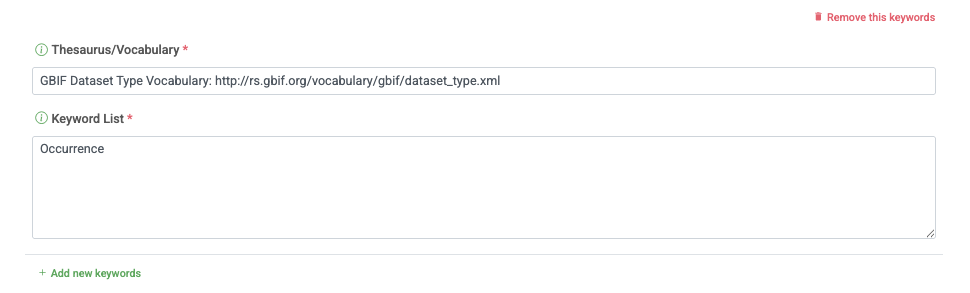 Remove this keywords
Thesaurus/Vocabulary *
GBIF Dataset Type Vocabulary: http://rs.gbif.org/vocabulary/gbif/dataset_type.xml
Keyword List *
Occurrence
+ Add new keywords